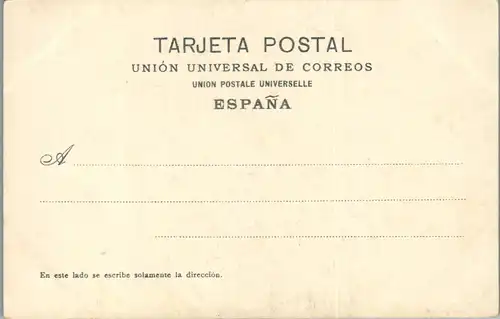 TARJETA POSTAL
UNIÓN UNIVERSAL DE CORREOS
UNION POSTALE UNIVERSELLE
ESPAÑA
A
En este lado se escribe solamente la dirección.